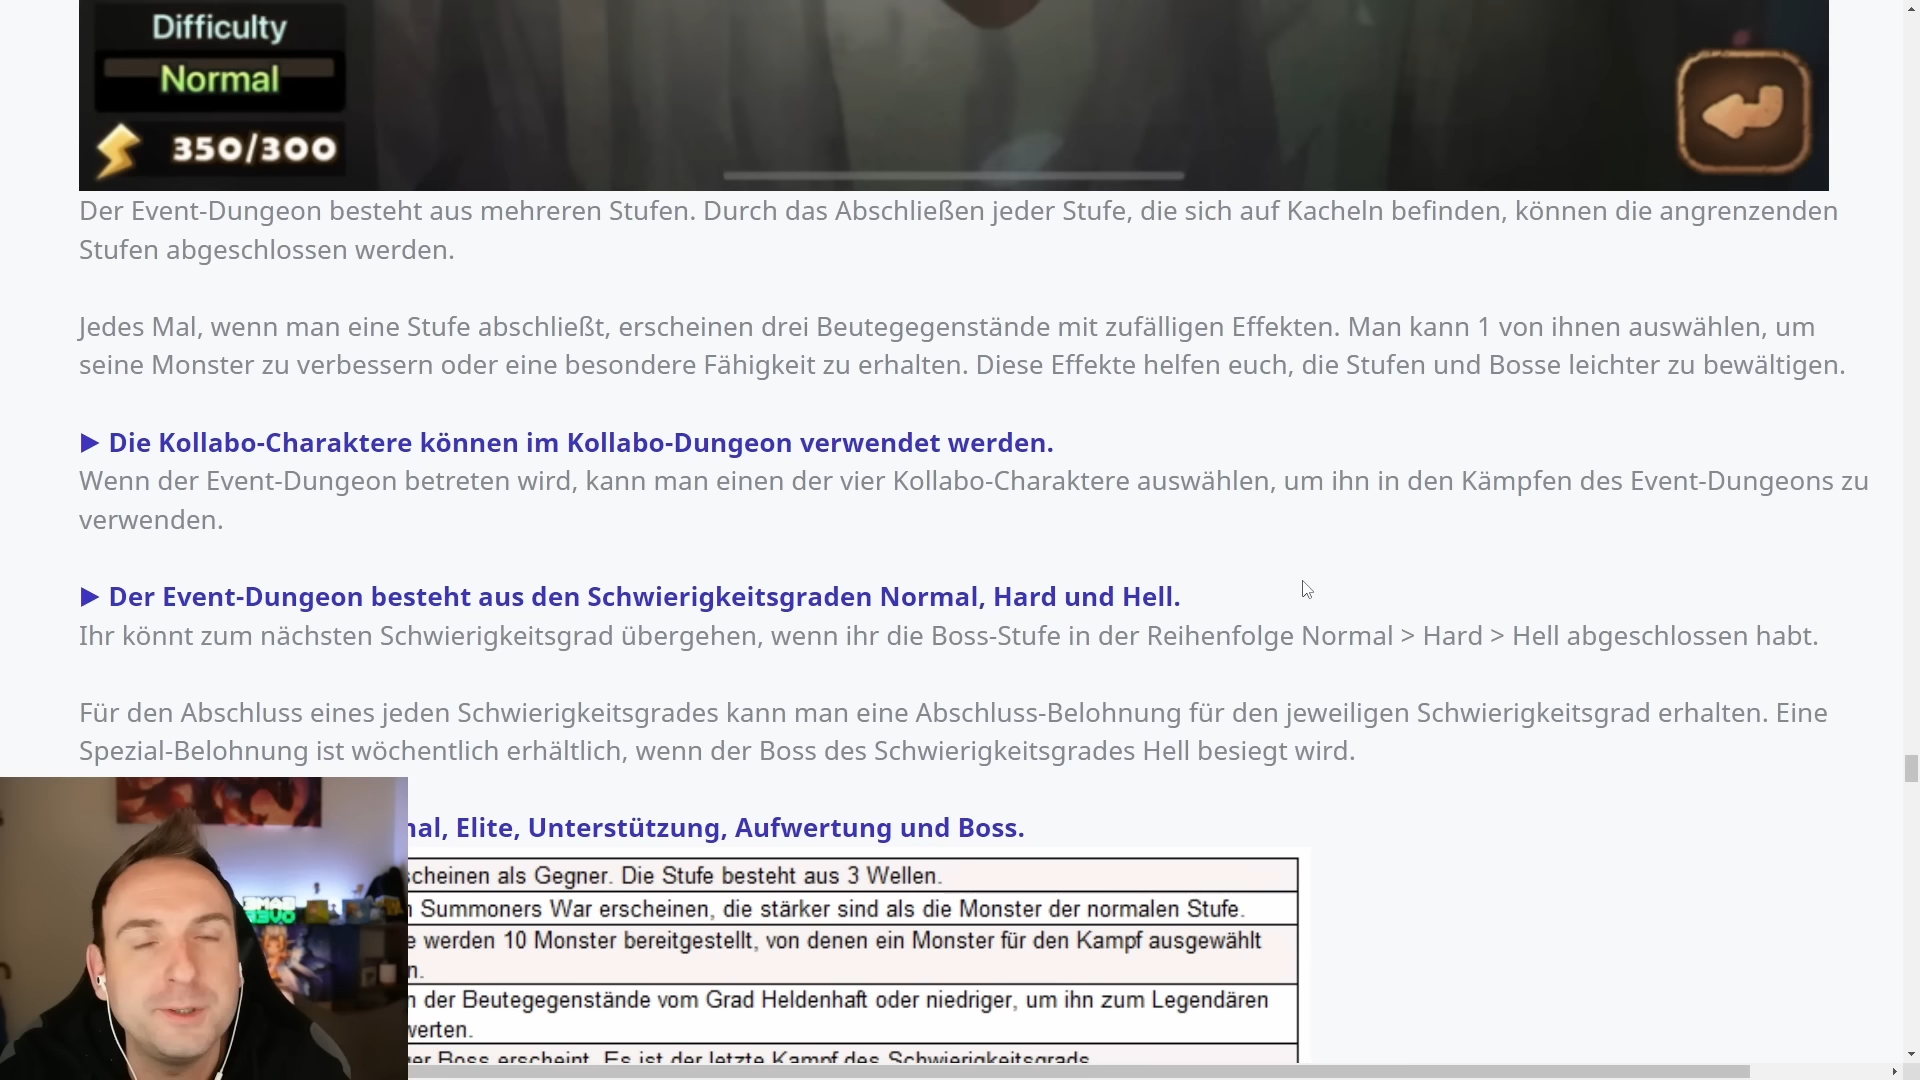 Difficulty
Normal
350/300
Der Event-Dungeon besteht aus mehreren Stufen. Durch das Abschließen jeder Stufe, die sich auf Kacheln befinden, können die angrenzenden
Stufen abgeschlossen werden.
Jedes Mal, wenn man eine Stufe abschließt, erscheinen drei Beutegegenstände mit zufälligen Effekten. Man kann 1 von ihnen auswählen, um
seine Monster zu verbessern oder eine besondere Fähigkeit zu erhalten. Diese Effekte helfen euch, die Stufen und Bosse leichter zu bewältigen.
▶ Die Kollabo-Charaktere können im Kollabo-Dungeon verwendet werden.
Wenn der Event-Dungeon betreten wird, kann man einen der vier Kollabo-Charaktere auswählen, um ihn in den Kämpfen des Event-Dungeons zu
verwenden.
▶ Der Event-Dungeon besteht aus den Schwierigkeitsgraden Normal, Hard und Hell.
Ihr könnt zum nächsten Schwierigkeitsgrad übergehen, wenn ihr die Boss-Stufe in der Reihenfolge Normal > Hard > Hell abgeschlossen habt.
Für den Abschluss eines jeden Schwierigkeitsgrades kann man eine Abschluss-Belohnung für den jeweiligen Schwierigkeitsgrad erhalten. Eine
Spezial-Belohnung ist wöchentlich erhältlich, wenn der Boss des Schwierigkeitsgrades Hell besiegt wird.
al, Elite, Unterstützung, Aufwertung und Boss.
scheinen als Gegner. Die Stufe besteht aus 3 Wellen.
n Summoners War erscheinen, die stärker sind als die Monster der normalen Stufe.
e werden 10 Monster bereitgestellt, von denen ein Monster für den Kampf ausgewählt
n.
n der Beutegegenstände vom Grad Heldenhaft oder niedriger, um ihn zum Legendären
werten.
ger Boss erscheint. Es ist der letzte Kampf des Schwierigkeitsgrads.